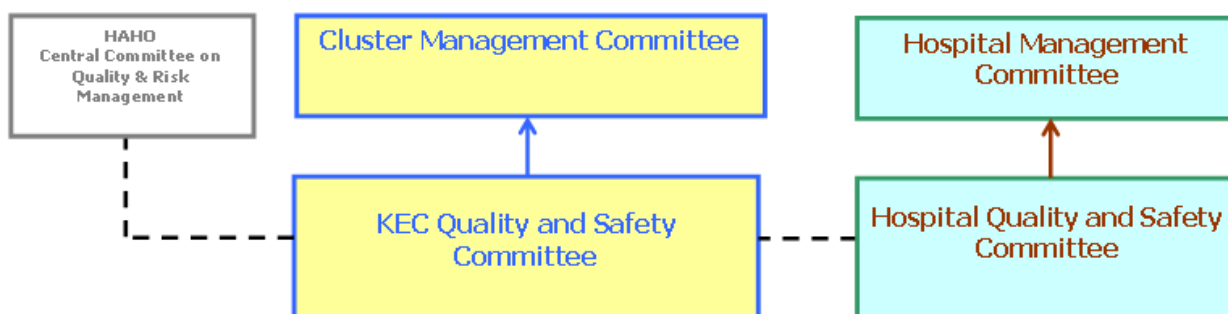 HAHO
Central Committee on
Quality & Risk
Management
Cluster Management Committee
Hospital Management
Committee
KEC Quality and Safety
Committee
Hospital Quality and Safety
Committee